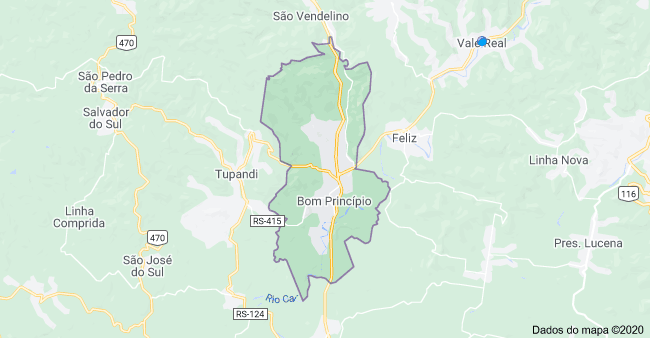 São Vendelino
470
Vale Real
São Pedro
da Serra
Salvador
do Sul
Feliz
Linha Nova
Tupandi
116
Bom Princípio
Linha
Comprida
RS-415
470
Pres. Lucena
São José
do Sul
Rio Caí
RS-124
Dados do mapa ©2020